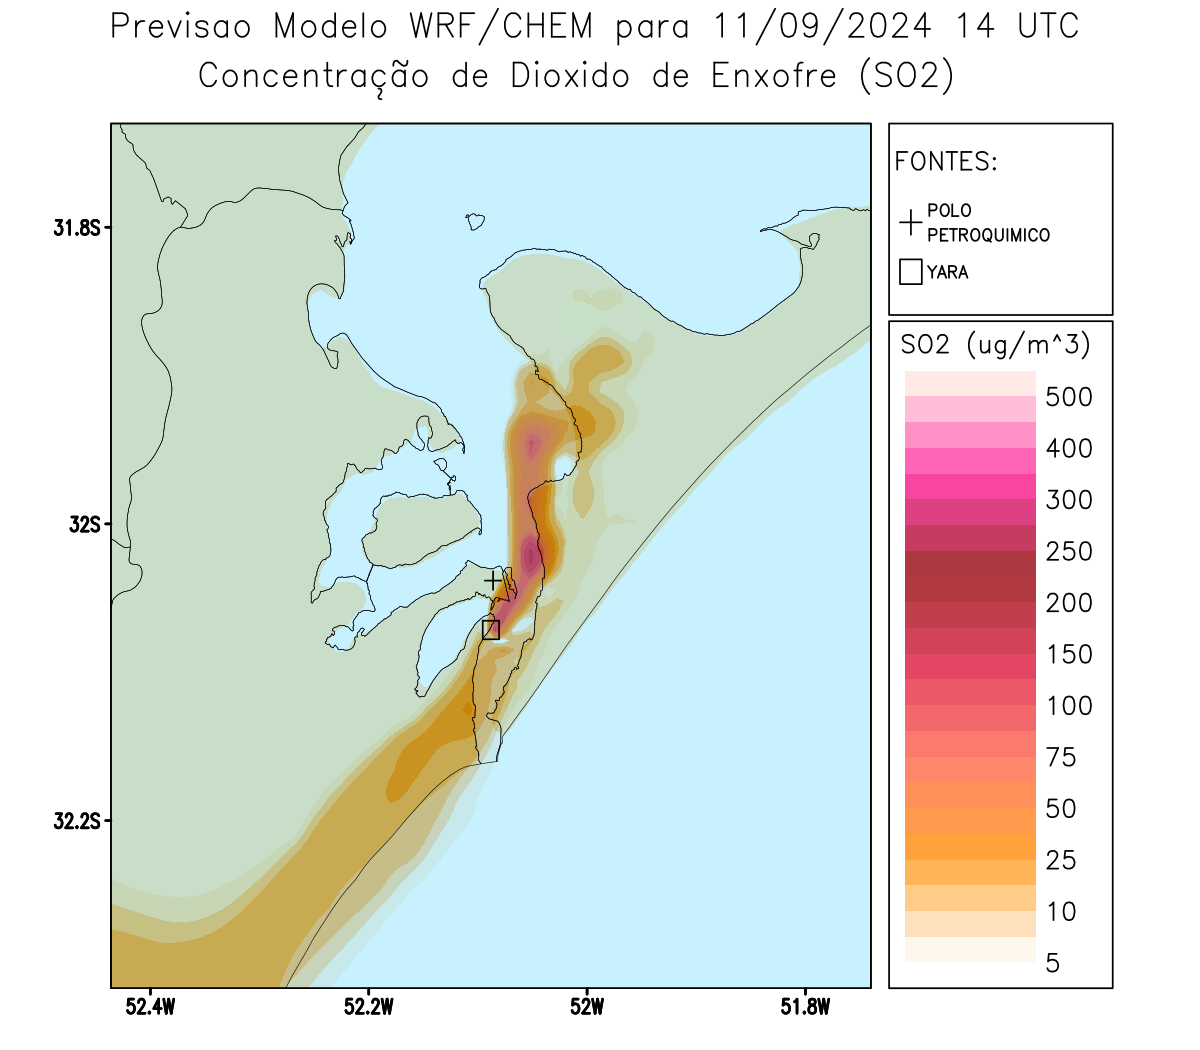 Previsao Modelo WRF/CHEM para 11/09/2024 14 UTC
Concentração de Dioxido de Enxofre (SO2)
FONTES:
POLO
PETROQUIMICO
YARA
SO2 (ug/m^3)
500
400
300
250
200
150
100
75
50
25
10
5
31.8S
32S
32.2S
52.4W
52.2W
52W
51.8W